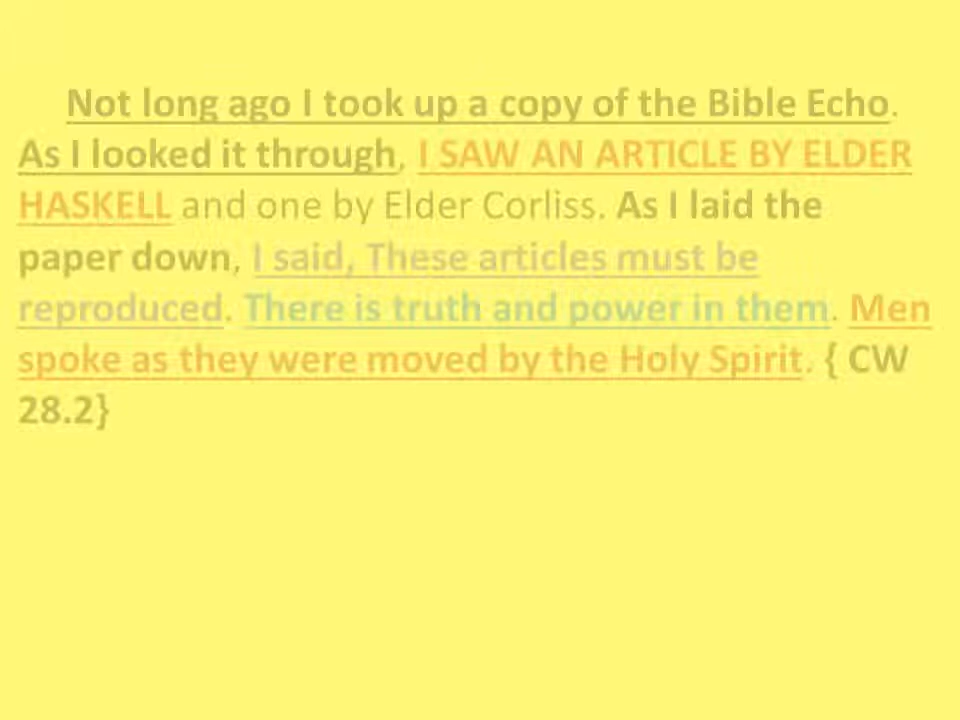 Not long ago I took up a copy of the Bible Echo.
As I looked it through, I SAW AN ARTICLE BY ELDER
HASKELL and one by Elder Corliss. As I laid the
paper down, I said, These articles must be
reproduced. There is truth and power in them. Men
spoke as they were moved by the Holy Spirit. { CW
28.2}